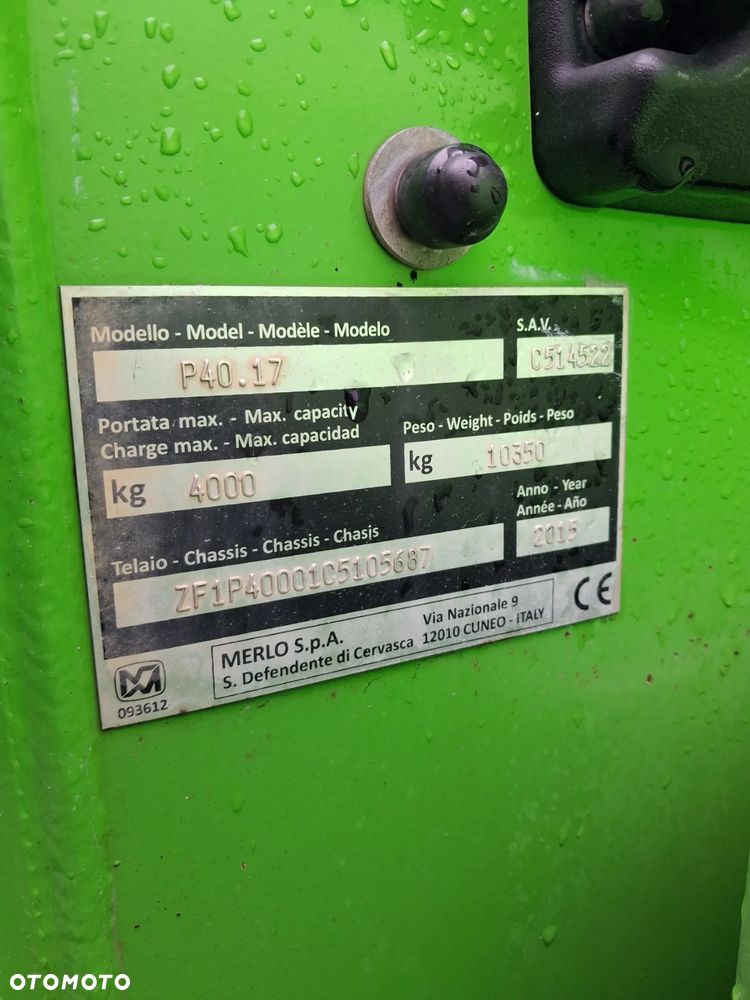 Modello - Model - Modèle - Modelo
S.A.V.
P40.17
C514522
Portata max. - Max. capacity
Charge max. - Max. capacidad
Peso - Weight - Poids - Peso
kg 4000
kg 10350
Anno - Year
Année - Año
2015
Telaio - Chassis - Chassis - Chasjs
ZF1P40001C5105687
MERLO S.p.A.
Via Nazionale 9
S. Defendente di Cervasca
12010 CUNEO - ITALY
CE
093612
OTOMOTO